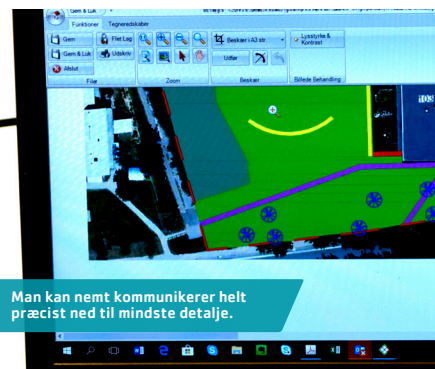 Gem & Luk
Funktioner Tegneredskaber
Gem Flet Lag Beskær i A3 str. Lysstyrke & Kontrast
Gem & Luk Udskriv Udfør
Afslut
Filer Zoom Beskær Billede Behandling
103
Man kan nemt kommunikerer helt
præcist ned til mindste detalje.